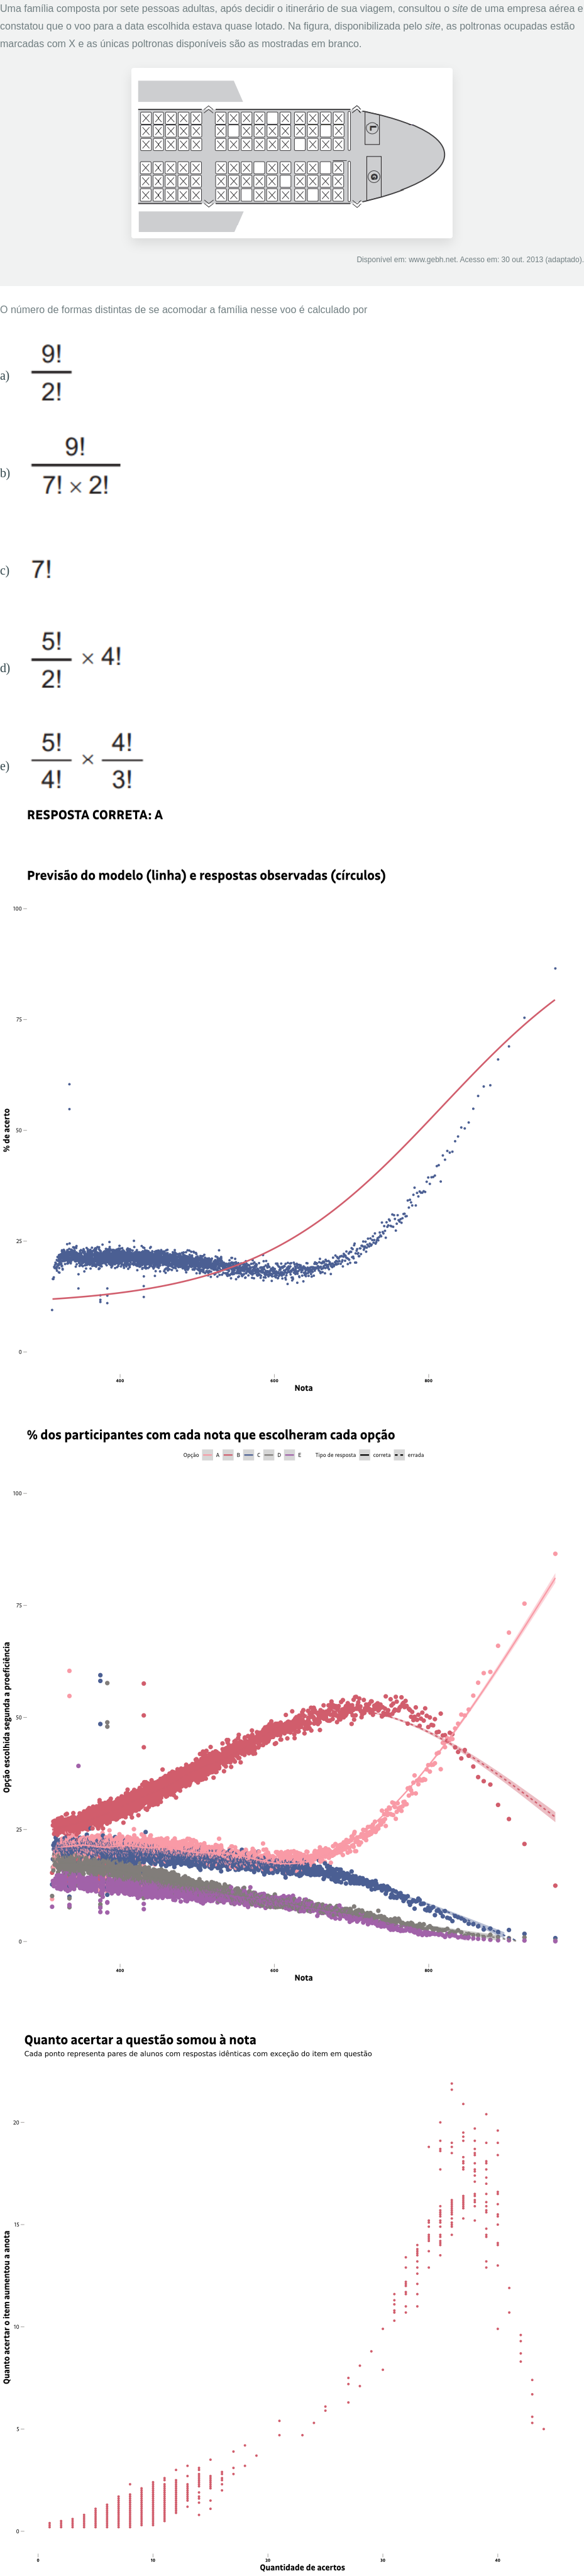 Uma família composta por sete pessoas adultas, após decidir o itinerário de sua viagem, consultou o site de uma empresa aérea e
constatou que o voo para a data escolhida estava quase lotado. Na figura, disponibilizada pelo site, as poltronas ocupadas estão
marcadas com X e as únicas poltronas disponíveis são as mostradas em branco.
L
G
Disponível em: www.gebh.net. Acesso em: 30 out. 2013 (adaptado).
O número de formas distintas de se acomodar a família nesse voo é calculado por
a) 9!
2!
b) 9!
7! × 2!
c) 7!
d) 5!
2! × 4!
e) 5! × 4!
4! 3!
RESPOSTA CORRETA: A
Previsão do modelo (linha) e respostas observadas (círculos)
100
75
50
25
0
% de acerto
400 600 800
Nota
% dos participantes com cada nota que escolheram cada opção
Opção A B C D E Tipo de resposta correta errada
100
75
50
25
0
Opção escolhida segunda a proeficiência
400 600 800
Nota
Quanto acertar a questão somou à nota
Cada ponto representa pares de alunos com respostas idênticas com exceção do item em questão
20
15
10
5
0
Quanto acertar o item aumentou a anota
0 10 20 30 40
Quantidade de acertos